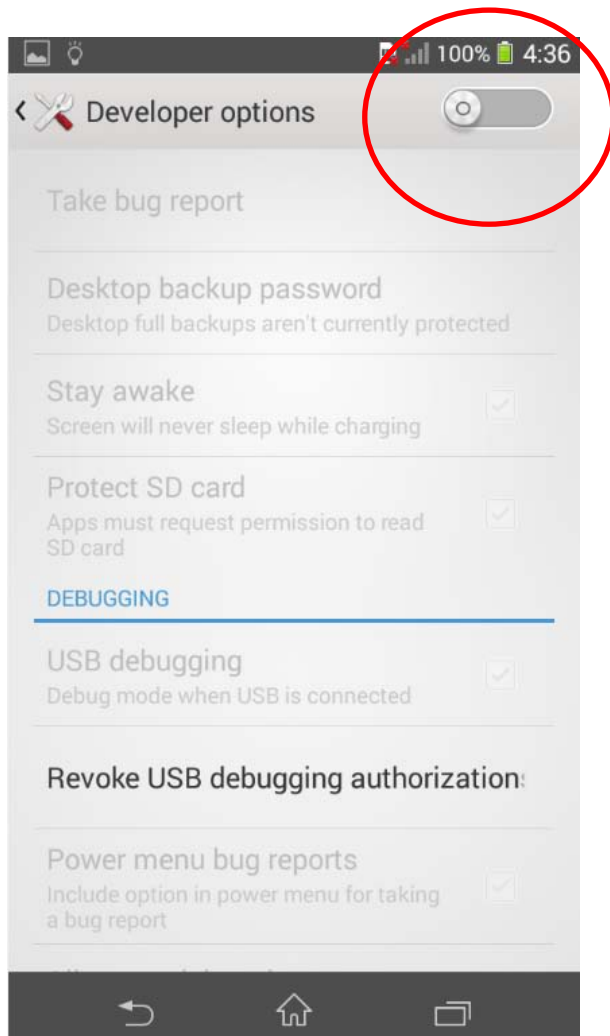 100% 4:36
Developer options
Take bug report
Desktop backup password
Desktop full backups aren't currently protected
Stay awake
Screen will never sleep while charging
Protect SD card
Apps must request permission to read
SD card
DEBUGGING
USB debugging
Debug mode when USB is connected
Revoke USB debugging authorizations
Power menu bug reports
Include option in power menu for taking
a bug report